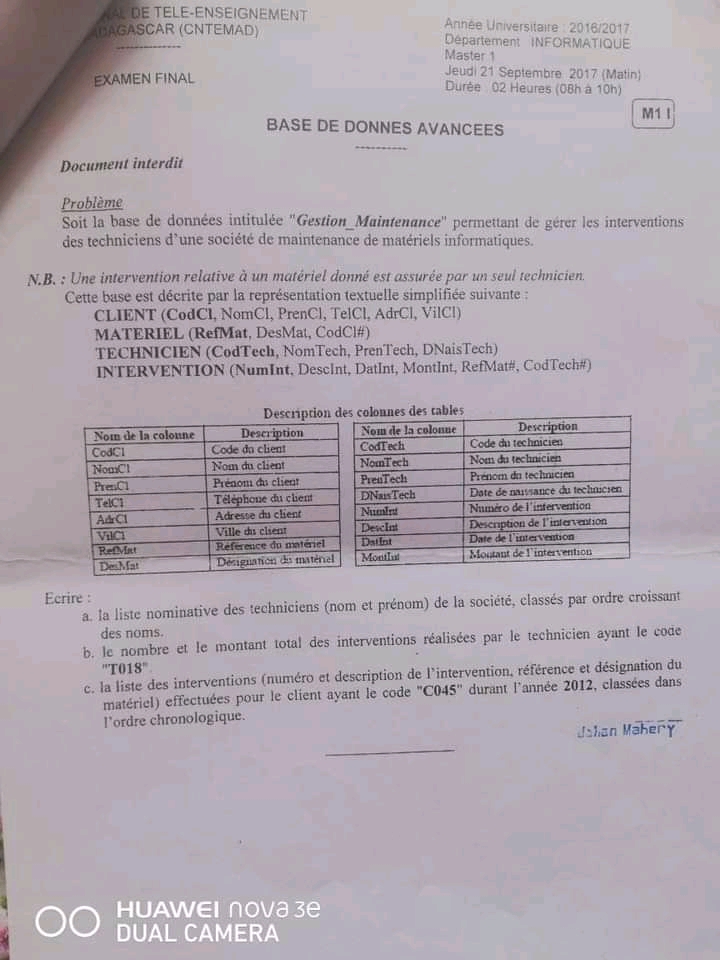 DE TELE-ENSEIGNEMENT
(CNTEMAD)
-------------
EXAMEN FINAL
Année Universitaire : 2016/2017
Département INFORMATIQUE
Master 1
Jeudi 21 Septembre 2017 (Matin)
Durée : 02 Heures (08h à 10h)
M1 I
BASE DE DONNES AVANCEES
----------
Document interdit
Problème
Soit la base de données intitulée "Gestion_Maintenance" permettant de gérer les interventions
des techniciens d'une société de maintenance de matériels informatiques.
N.B. : Une intervention relative à un matériel donné est assurée par un seul technicien.
Cette base est décrite par la représentation textuelle simplifiée suivante :
CLIENT (CodCl, NomCl, PrenCl, TelCl, AdrCl, VilCl)
MATERIEL (RefMat, DesMat, CodCl#)
TECHNICIEN (CodTech, NomTech, PrenTech, DNaisTech)
INTERVENTION (NumInt, DescInt, DatInt, MontInt, RefMat#, CodTech#)
Description des colonnes des tables
Nom de la colonne Description
CodCl Code du client
NomCl Nom du client
PrenCl Prénom du client
TelCl Téléphone du client
AdrCl Adresse du client
VilCl Ville du client
RefMat Référence du matériel
DesMat Désignation du matériel
Nom de la colonne Description
CodTech Code du technicien
NomTech Nom du technicien
PrenTech Prénom du technicien
DNaisTech Date de naissance du technicien
NumInt Numéro de l'intervention
DescInt Description de l'intervention
DatInt Date de l'intervention
MontInt Montant de l'intervention
Ecrire :
a. la liste nominative des techniciens (nom et prénom) de la société, classés par ordre croissant
des noms.
b. le nombre et le montant total des interventions réalisées par le technicien ayant le code
"T018".
c. la liste des interventions (numéro et description de l'intervention, référence et désignation du
matériel) effectuées pour le client ayant le code "C045" durant l'année 2012, classées dans
l'ordre chronologique.
Mahery
HUAWEI nova 3e
DUAL CAMERA